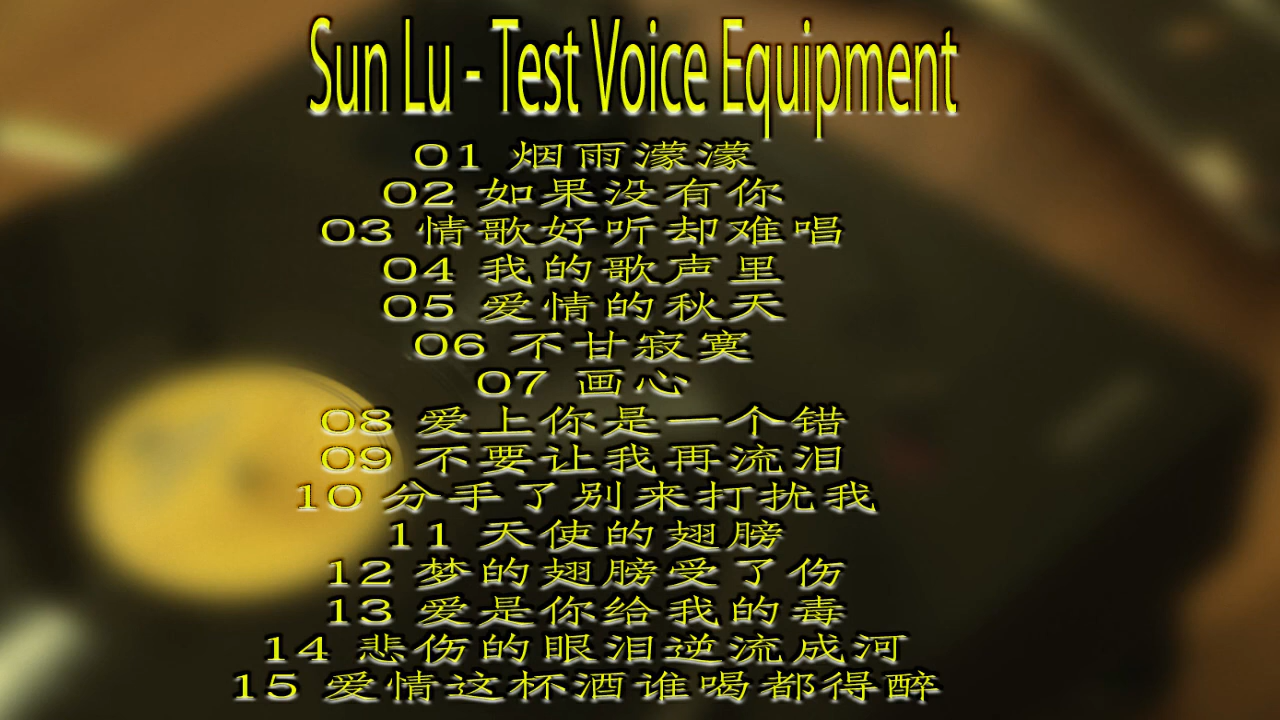 Sun Lu - Test Voice Equipment
01 烟雨濛濛
02 如果没有你
03 情歌好听却难唱
04 我的歌声里
05 爱情的秋天
06 不甘寂寞
07 画心
08 爱上你是一个错
09 不要让我再流泪
10 分手了别来打扰我
11 天使的翅膀
12 梦的翅膀受了伤
13 爱是你给我的毒
14 悲伤的眼泪逆流成河
15 爱情这杯酒谁喝都得醉